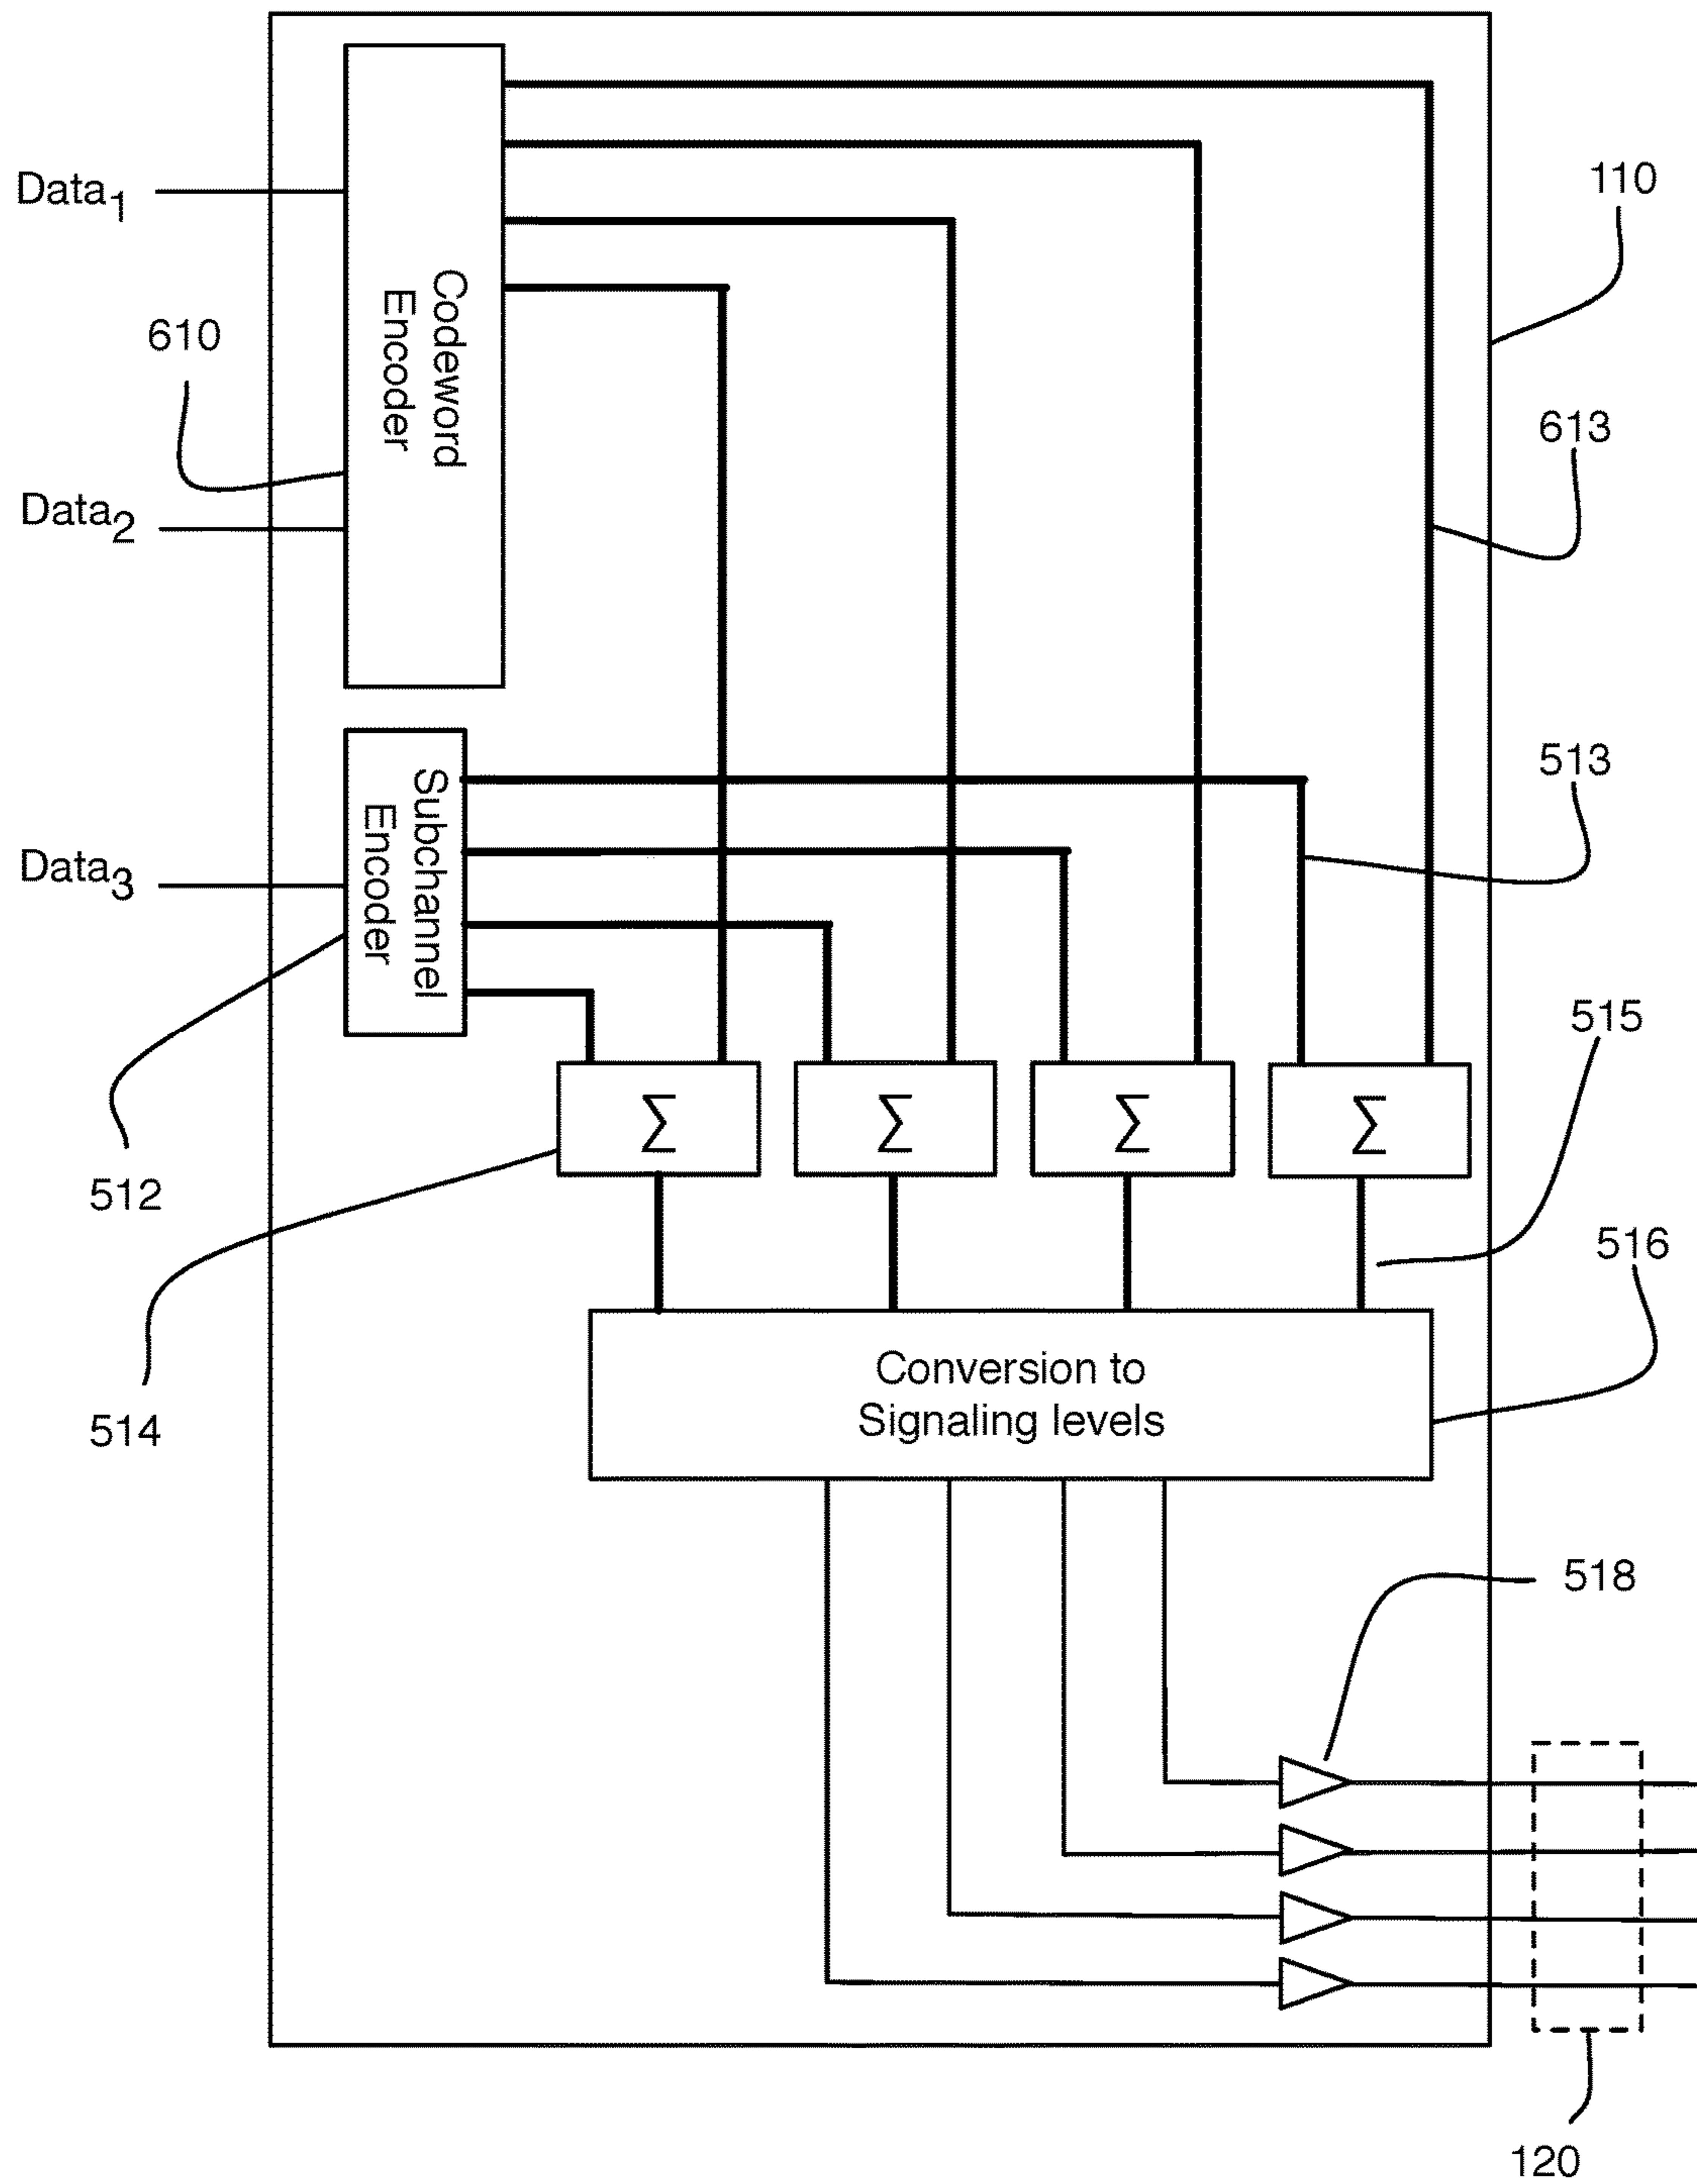 110
Data1
Codeword
Encoder
610
613
Data2
513
Subchannel
Encoder
Data3
515
Σ
Σ
Σ
Σ
512
516
Conversion to
Signaling levels
514
518
120